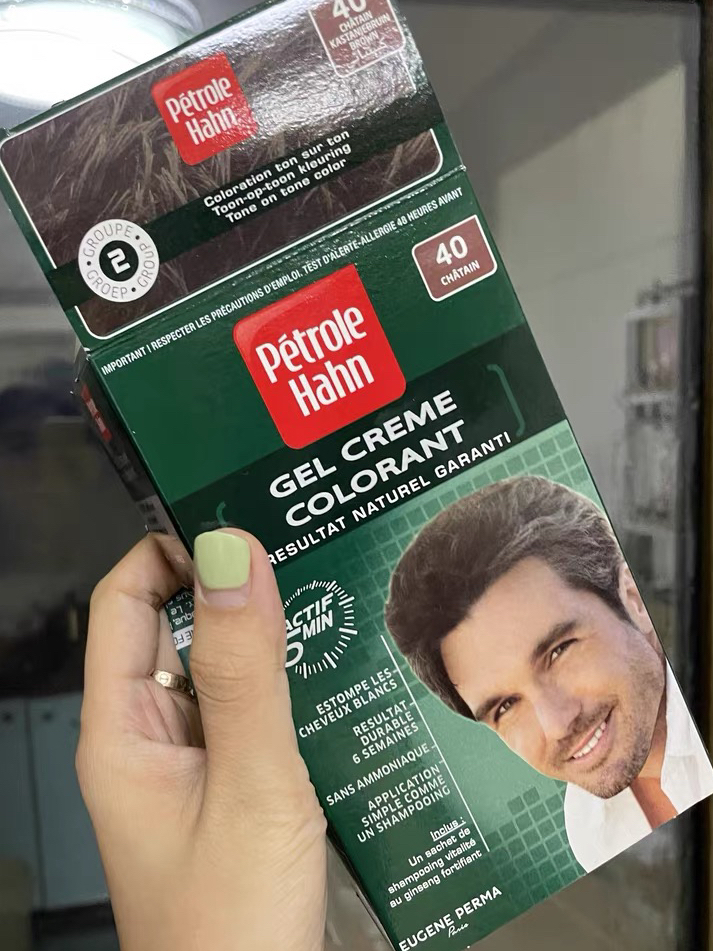 40
CHÂTAIN
KASTANIEBRUIN
BROWN
Pétrole
Hahn
Coloration ton sur ton
Toon-op-toon kleuring
Tone on tone color
GROUPE
2
GROEP
GROUP
IMPORTANT ! RESPECTER LES PRÉCAUTIONS D'EMPLOI. TEST D'ALERTE-ALLERGIE 48 HEURES AVANT
40
CHÂTAIN
Pétrole
Hahn
GEL CREME
COLORANT
RESULTAT NATUREL GARANTI
ACTIF
5
MIN
ESTOMPE LES
CHEVEUX BLANCS
RESULTAT
DURABLE
6 SEMAINES
SANS AMMONIAQUE
APPLICATION
SIMPLE COMME
UN SHAMPOOING
Inclus :
Un sachet de
shampooing vitalité
au ginseng fortifiant
EUGENE PERMA
Paris